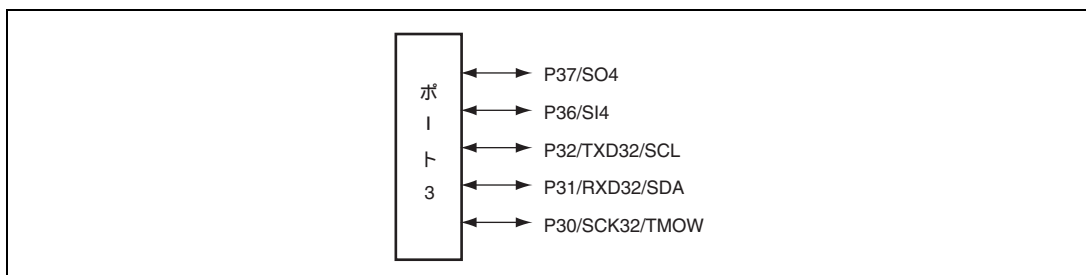 ポート3
P37/SO4
P36/SI4
P32/TXD32/SCL
P31/RXD32/SDA
P30/SCK32/TMOW